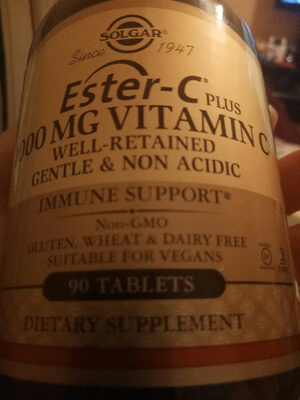 SOLGAR
Since 1947
Ester-C® PLUS
000 MG VITAMIN C
WELL-RETAINED
GENTLE & NON ACIDIC
IMMUNE SUPPORT*
Non-GMO
GLUTEN, WHEAT & DAIRY FREE
SUITABLE FOR VEGANS
90 TABLETS
DIETARY SUPPLEMENT